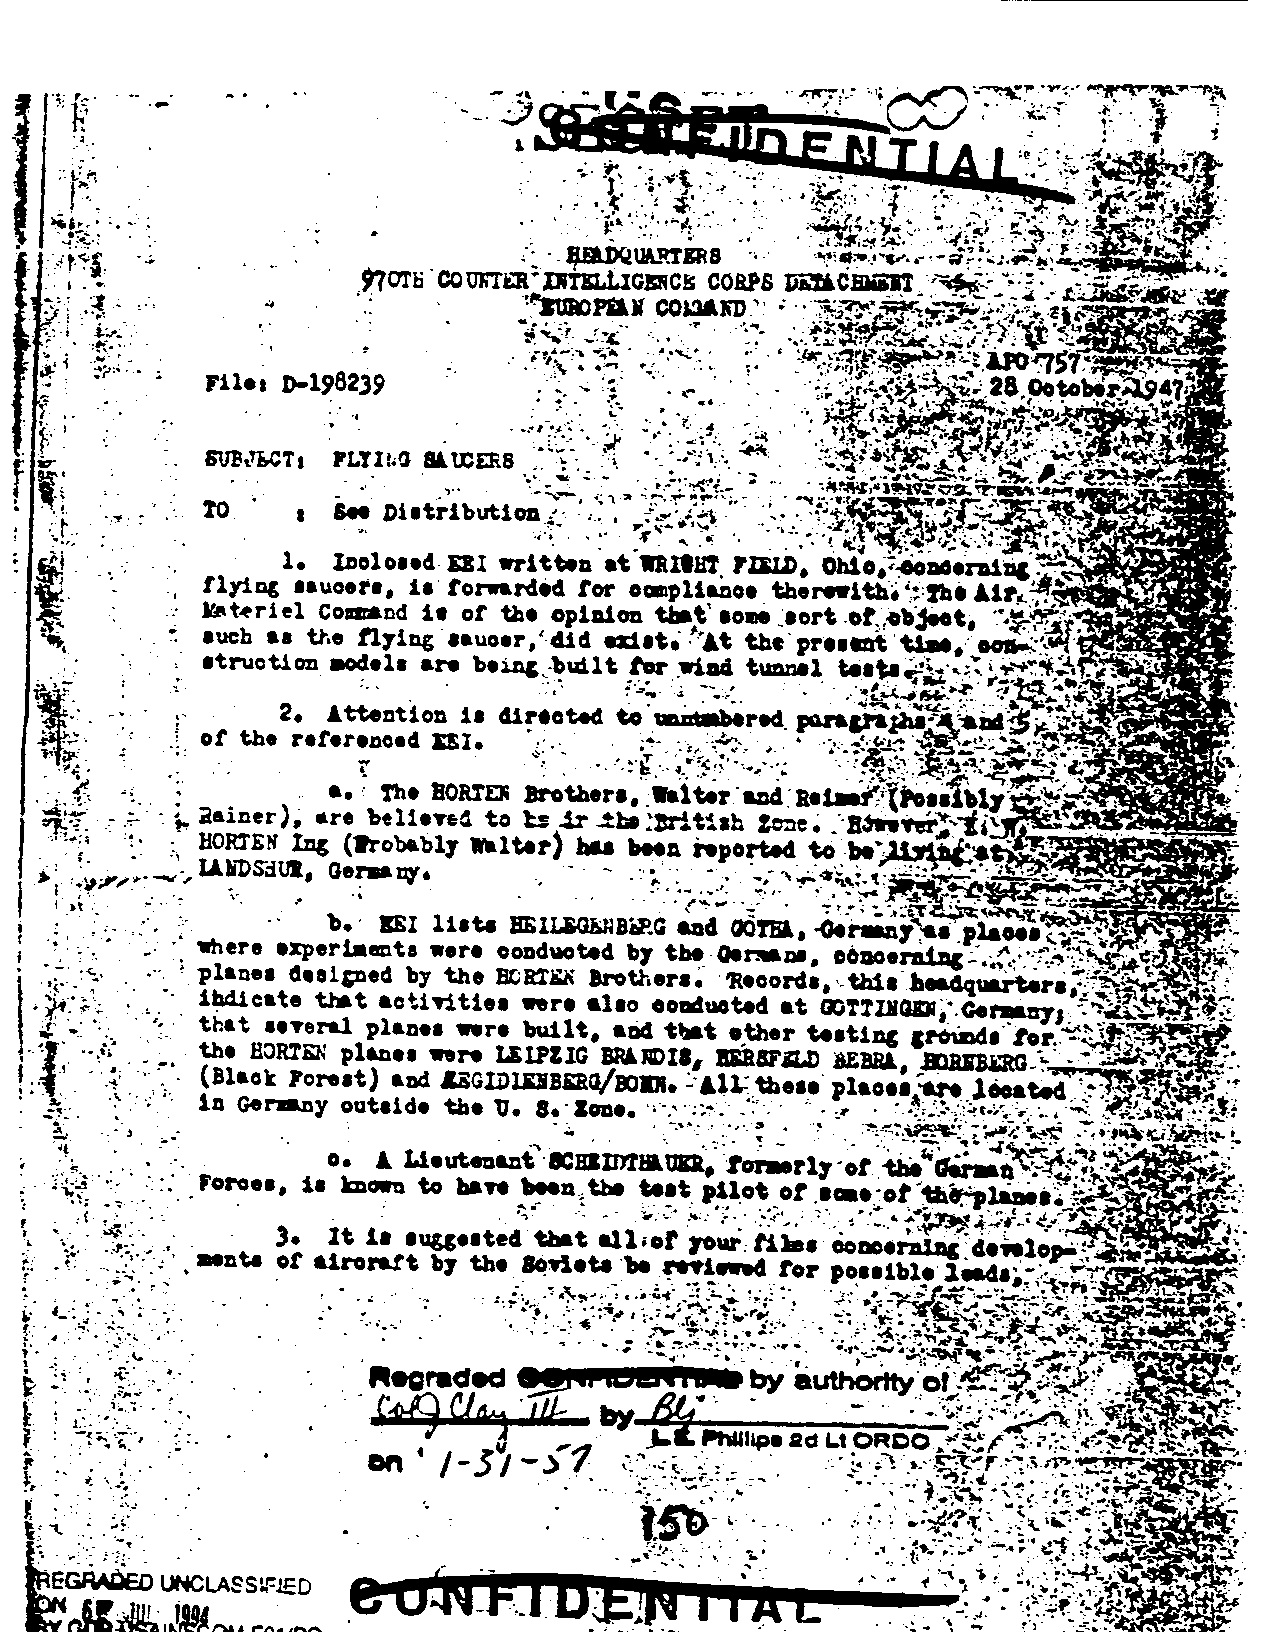 CONFIDENTIAL
HEADQUARTERS
970TH COUNTER INTELLIGENCE CORPS DETACHMENT
EUROPEAN COMMAND
APO 757
File: D-198239
28 October 1947
SUBJECT: FLYING SAUCERS
TO : See Distribution
1. Inclosed EEI written at WRIGHT FIELD, Ohio, concerning
flying saucers, is forwarded for compliance therewith. The Air
Materiel Command is of the opinion that some sort of object,
such as the flying saucer, did exist. At the present time, con-
struction models are being built for wind tunnel tests.
2. Attention is directed to unnumbered paragraphs 4 and 5
of the referenced EEI.
a. The HORTEN Brothers, Walter and Reimer (Possibly
Rainer), are believed to be in the British Zone. However,
HORTEN Ing (Probably Walter) has been reported to be living at
LANDSHUR, Germany.
b. EEI lists HEILEGENBERG and GOTHA, Germany as places
where experiments were conducted by the Germans, concerning
planes designed by the HORTEN Brothers. Records, this headquarters,
indicate that activities were also conducted at GOTTINGEN, Germany;
that several planes were built, and that other testing grounds for
the HORTEN planes were LEIPZIG BRANDIS, HERSFELD BEBRA, HORNBERG
(Black Forest) and AEGIDIENBERG/BONN. All these places are located
in Germany outside the U. S. Zone.
c. A Lieutenant SCHEIDTHAUER, formerly of the German
Forces, is known to have been the test pilot of some of the planes.
3. It is suggested that all of your files concerning develop-
ments of aircraft by the Soviets be reviewed for possible leads,
Regraded CONFIDENTIAL by authority of
Clay III by
Phillips 2d Lt ORDO
on 1-31-57
150
REGRADED UNCLASSIFIED
ON JUL 1994
CONFIDENTIAL